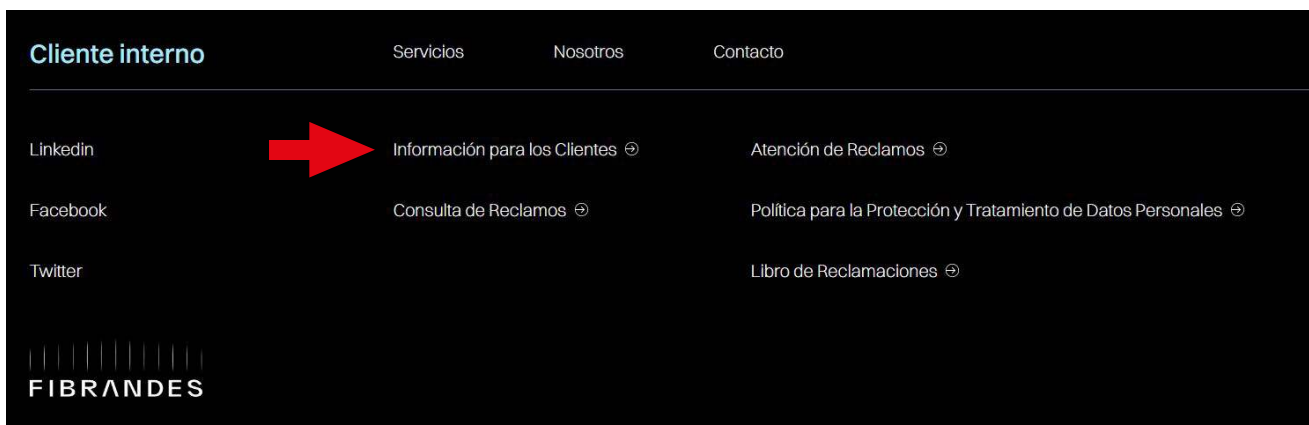 Cliente interno Servicios Nosotros Contacto
Linkedin Información para los Clientes Atención de Reclamos
Facebook Consulta de Reclamos Política para la Protección y Tratamiento de Datos Personales
Twitter Libro de Reclamaciones
FIBRANDES